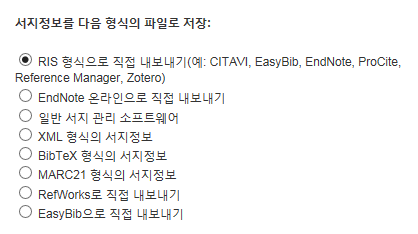 서지정보를 다음 형식의 파일로 저장:
RIS 형식으로 직접 내보내기(예: CITAVI, EasyBib, EndNote, ProCite,
Reference Manager, Zotero)
EndNote 온라인으로 직접 내보내기
일반 서지 관리 소프트웨어
XML 형식의 서지정보
BibTeX 형식의 서지정보
MARC21 형식의 서지정보
RefWorks로 직접 내보내기
EasyBib으로 직접 내보내기